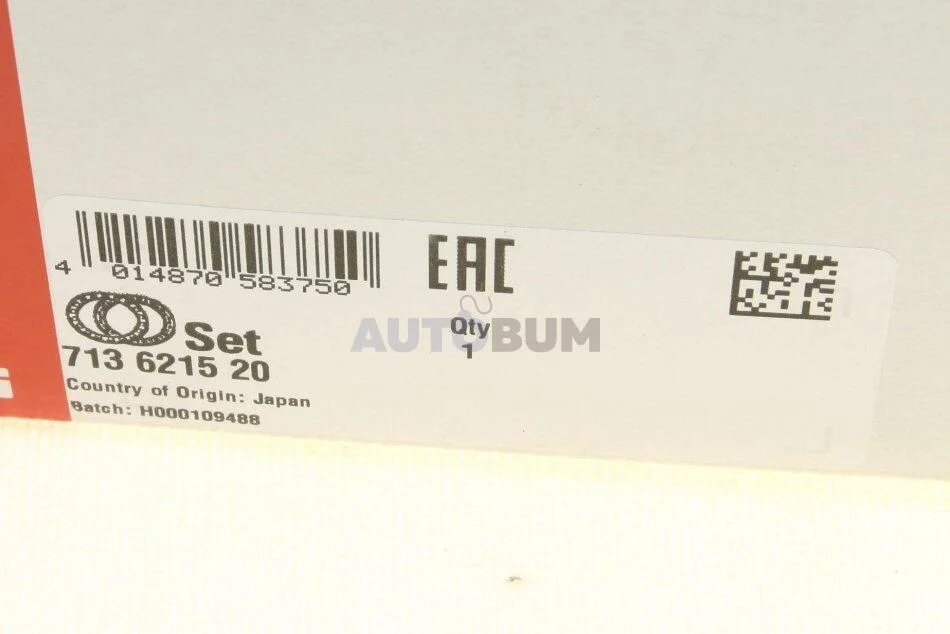 4 014870 583750
EAC
Set
Qty
1
AUTOBUM
713 6215 20
Country of Origin: Japan
Batch: H000109488